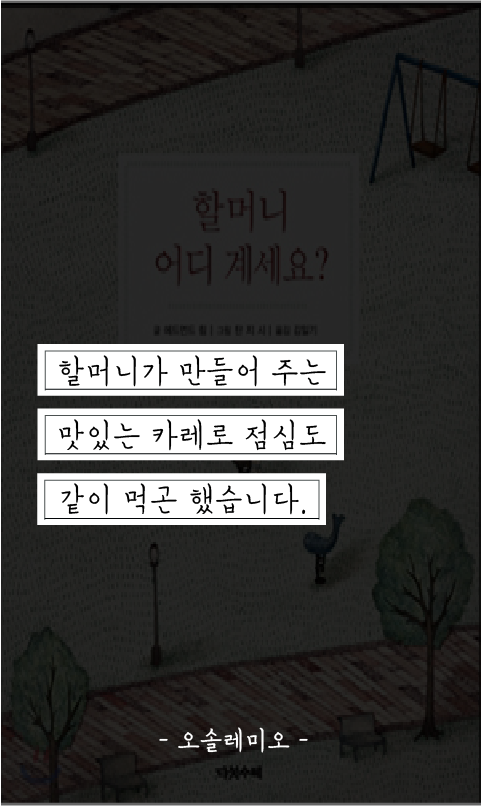 할머니
어디 계세요?
할머니가 만들어 주는
맛있는 카레로 점심도
같이 먹곤 했습니다.
- 오솔레미오 -